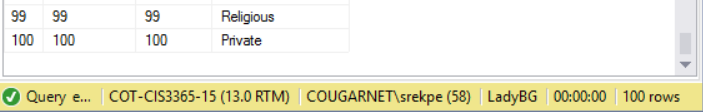 99 99 99 Religious
100 100 100 Private
Query e... COT-CIS3365-15 (13.0 RTM) COUGARNET\srekpe (58) LadyBG 00:00:00 100 rows